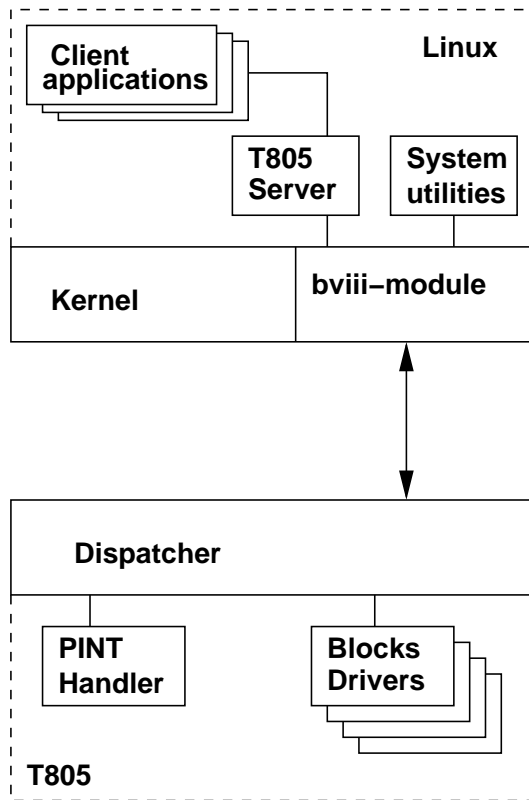 Client
applications
Linux
T805
Server
System
utilities
Kernel
bviii–module
Dispatcher
PINT
Handler
Blocks
Drivers
T805